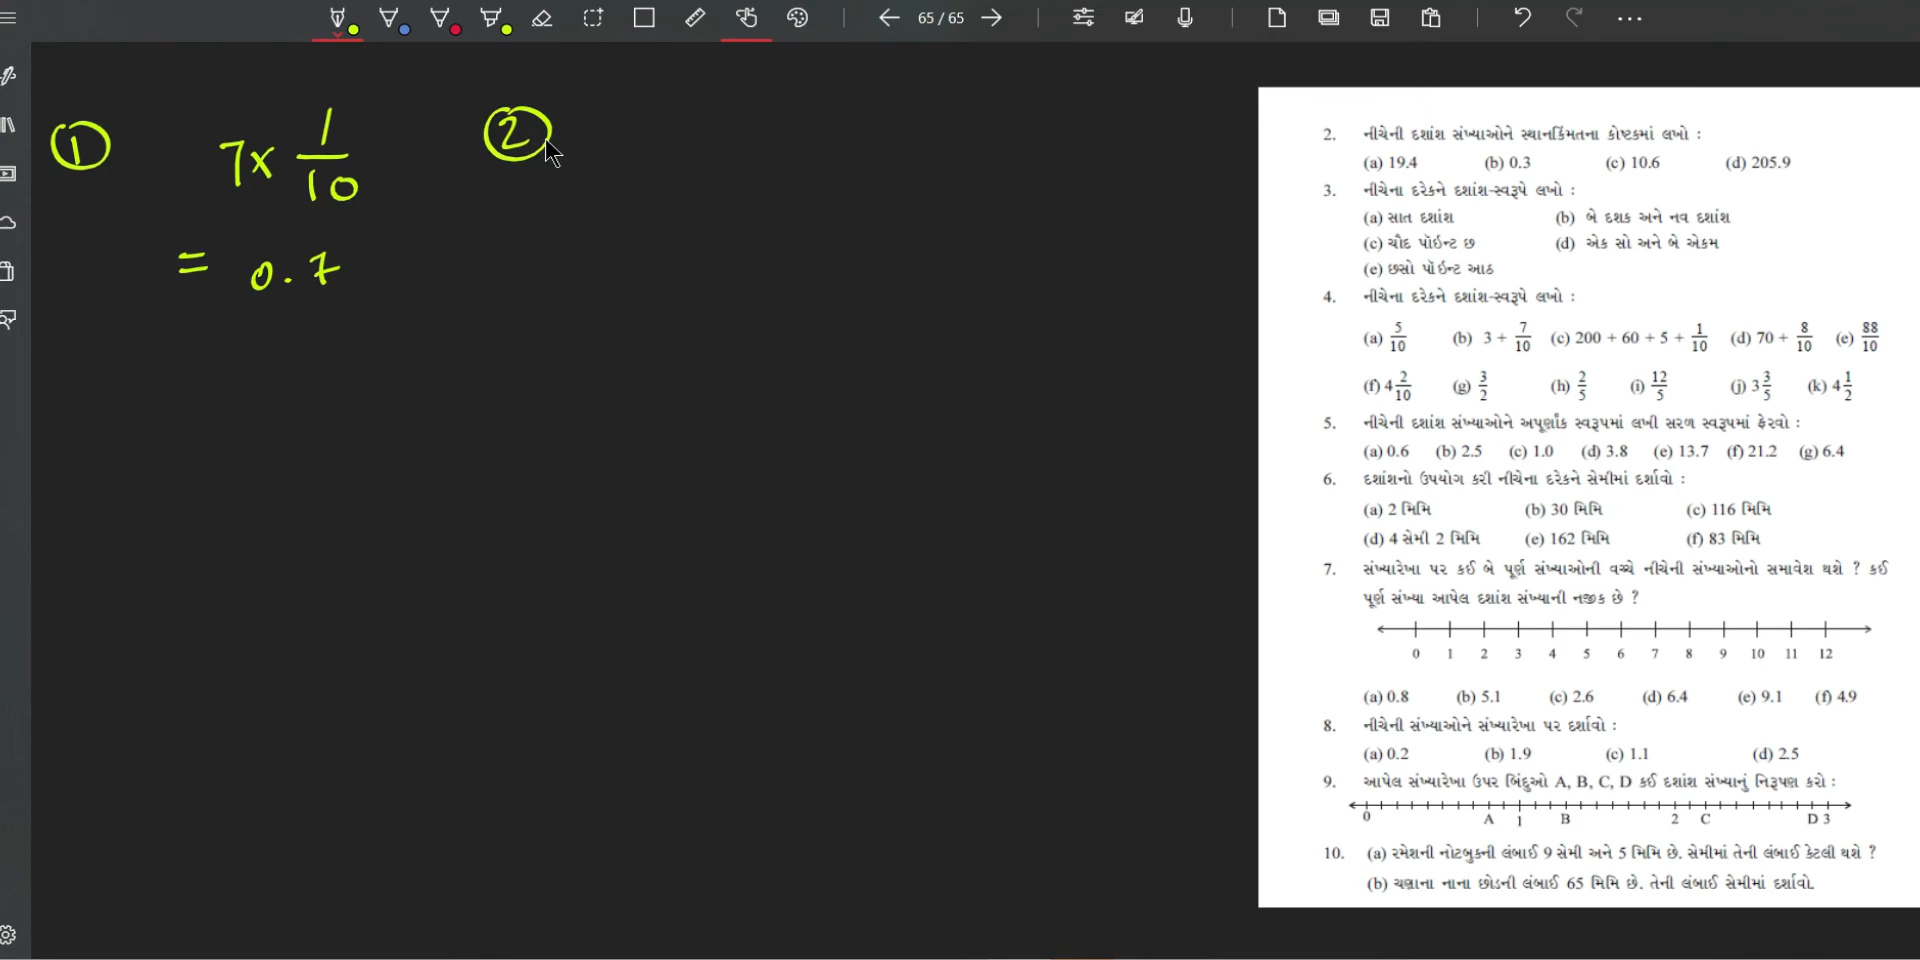 65 / 65
① 7 × 1/10
= 0.7
②
2. નીચેની દશાંશ સંખ્યાઓને સ્થાનકિંમતના કોષ્ટકમાં લખો :
(a) 19.4 (b) 0.3 (c) 10.6 (d) 205.9
3. નીચેના દરેકને દશાંશ-સ્વરૂપે લખો :
(a) સાત દશાંશ (b) બે દશક અને નવ દશાંશ
(c) ચૌદ પૉઇન્ટ છ (d) એક સો અને બે એકમ
(e) છસો પૉઇન્ટ આઠ
4. નીચેના દરેકને દશાંશ-સ્વરૂપે લખો :
(a) 5/10 (b) 3 + 7/10 (c) 200 + 60 + 5 + 1/10 (d) 70 + 8/10 (e) 88/10
(f) 4 2/10 (g) 3/2 (h) 2/5 (i) 12/5 (j) 3 3/5 (k) 4 1/2
5. નીચેની દશાંશ સંખ્યાઓને અપૂર્ણાંક સ્વરૂપમાં લખી સરળ સ્વરૂપમાં ફેરવો :
(a) 0.6 (b) 2.5 (c) 1.0 (d) 3.8 (e) 13.7 (f) 21.2 (g) 6.4
6. દશાંશનો ઉપયોગ કરી નીચેના દરેકને સેમીમાં દર્શાવો :
(a) 2 મિમિ (b) 30 મિમિ (c) 116 મિમિ
(d) 4 સેમી 2 મિમિ (e) 162 મિમિ (f) 83 મિમિ
7. સંખ્યારેખા પર કઈ બે પૂર્ણ સંખ્યાઓની વચ્ચે નીચેની સંખ્યાઓનો સમાવેશ થશે ? કઈ
પૂર્ણ સંખ્યા આપેલ દશાંશ સંખ્યાની નજીક છે ?
0 1 2 3 4 5 6 7 8 9 10 11 12
(a) 0.8 (b) 5.1 (c) 2.6 (d) 6.4 (e) 9.1 (f) 4.9
8. નીચેની સંખ્યાઓને સંખ્યારેખા પર દર્શાવો :
(a) 0.2 (b) 1.9 (c) 1.1 (d) 2.5
9. આપેલ સંખ્યારેખા ઉપર બિંદુઓ A, B, C, D કઈ દશાંશ સંખ્યાનું નિરૂપણ કરો :
0 A 1 B 2 C D 3
10. (a) રમેશની નોટબુકની લંબાઈ 9 સેમી અને 5 મિમિ છે. સેમીમાં તેની લંબાઈ કેટલી થશે ?
(b) ચણાના નાના છોડની લંબાઈ 65 મિમિ છે. તેની લંબાઈ સેમીમાં દર્શાવો.